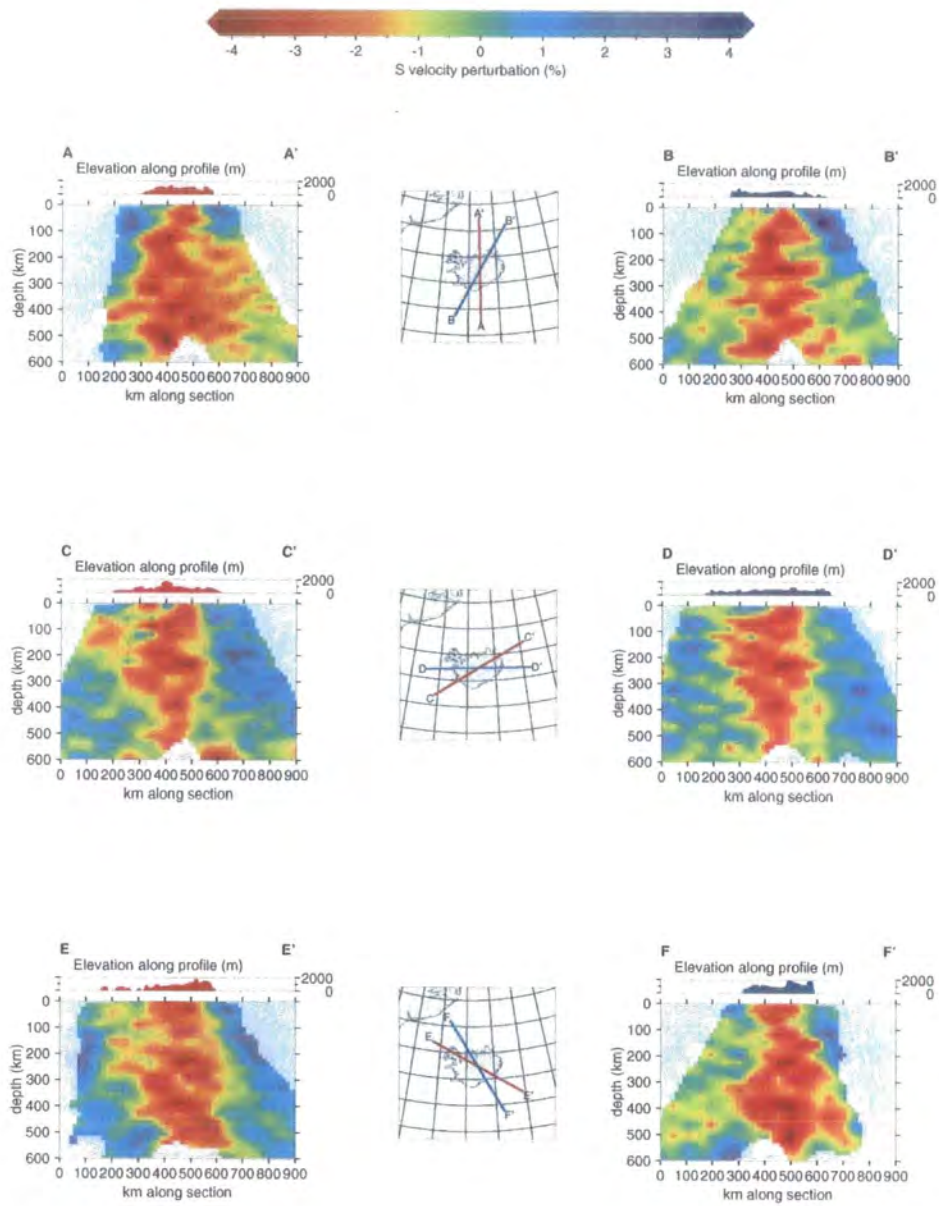 -4 -3 -2 -1 0 1 2 3 4
S velocity perturbation (%)
A A'
Elevation along profile (m)
2000
0
0
100
200
300
400
500
600
depth (km)
0 100 200 300 400 500 600 700 800 900
km along section
A'
B'
B
A
B B'
Elevation along profile (m)
2000
0
0
100
200
300
400
500
600
depth (km)
0 100 200 300 400 500 600 700 800 900
km along section
C C'
Elevation along profile (m)
2000
0
0
100
200
300
400
500
600
depth (km)
0 100 200 300 400 500 600 700 800 900
km along section
C'
D D'
C
D D'
Elevation along profile (m)
2000
0
0
100
200
300
400
500
600
depth (km)
0 100 200 300 400 500 600 700 800 900
km along section
E E'
Elevation along profile (m)
2000
0
0
100
200
300
400
500
600
depth (km)
0 100 200 300 400 500 600 700 800 900
km along section
F
E
E'
F'
F F'
Elevation along profile (m)
2000
0
0
100
200
300
400
500
600
depth (km)
0 100 200 300 400 500 600 700 800 900
km along section